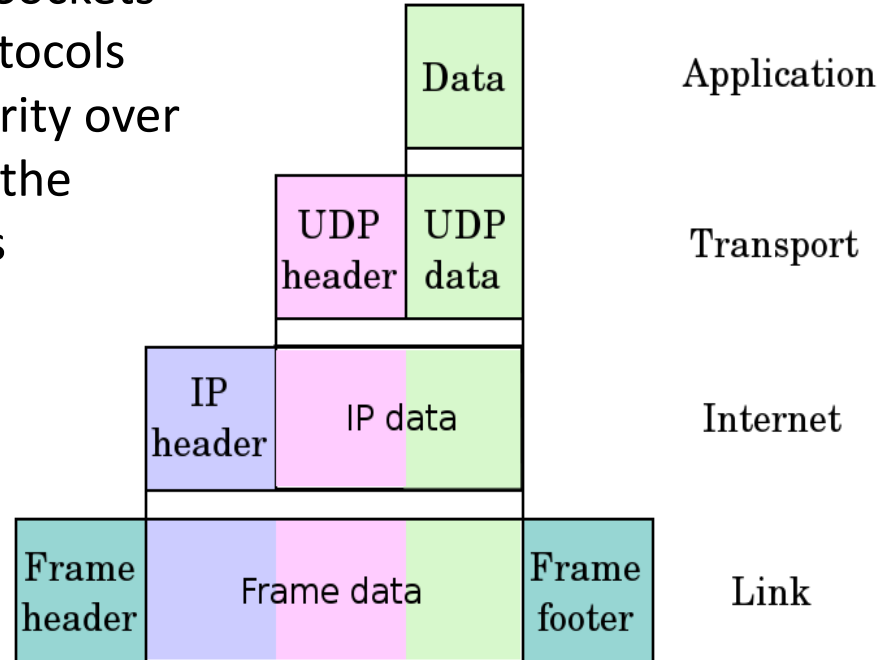 tocols
rity over
the
s
Data
Application
UDP
header
UDP
data
Transport
IP
header
IP data
Internet
Frame
header
Frame data
Frame
footer
Link